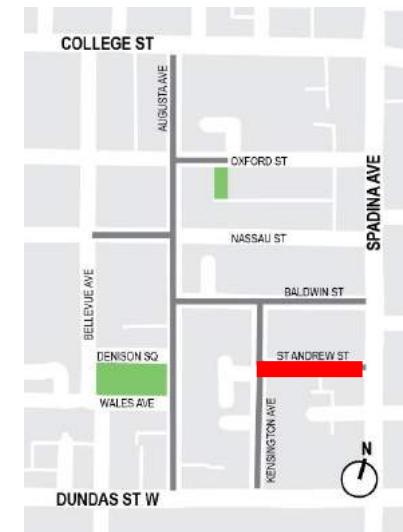 COLLEGE ST
AUGUSTA AVE
OXFORD ST
SPADINA AVE
NASSAU ST
BELLEVUE AVE
BALDWIN ST
DENISON SQ
ST ANDREW ST
WALES AVE
KENSINGTON AVE
N
DUNDAS ST W